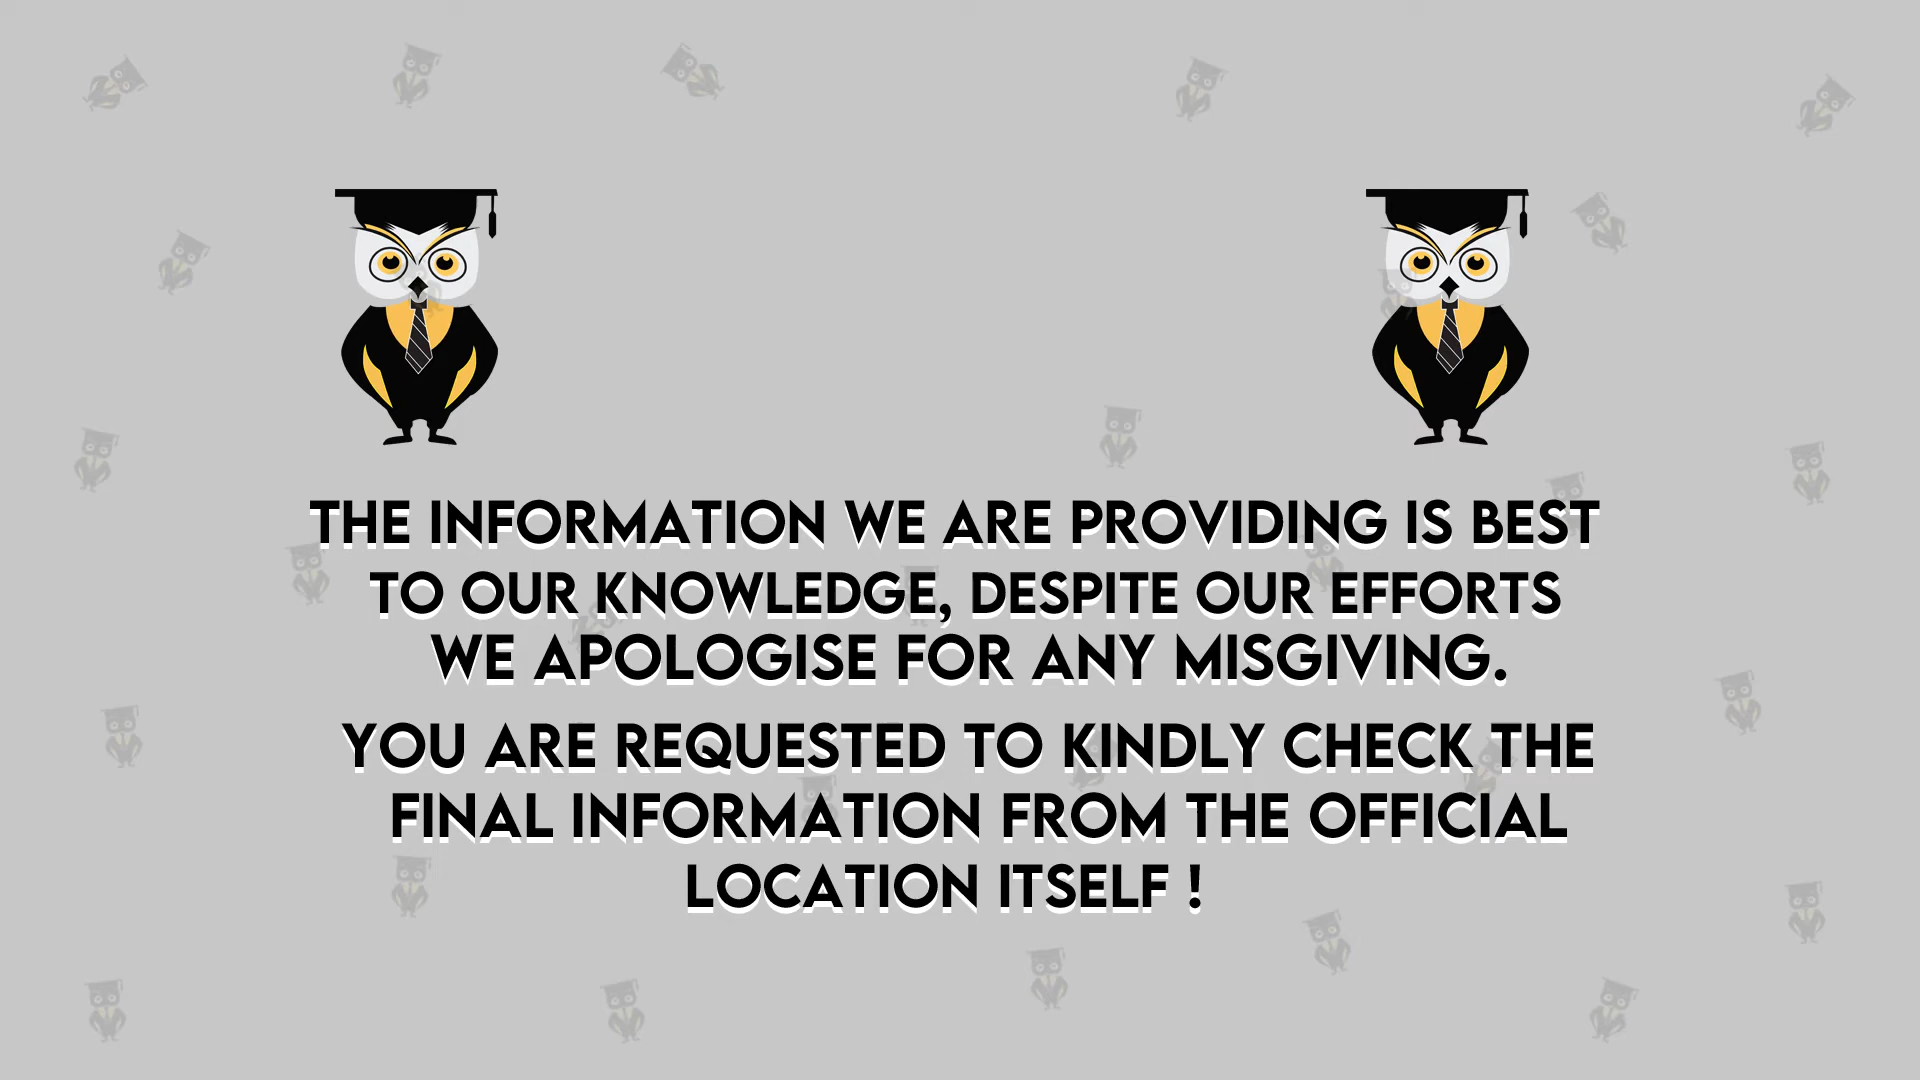 THE INFORMATION WE ARE PROVIDING IS BEST
TO OUR KNOWLEDGE, DESPITE OUR EFFORTS
WE APOLOGISE FOR ANY MISGIVING.
YOU ARE REQUESTED TO KINDLY CHECK THE
FINAL INFORMATION FROM THE OFFICIAL
LOCATION ITSELF !